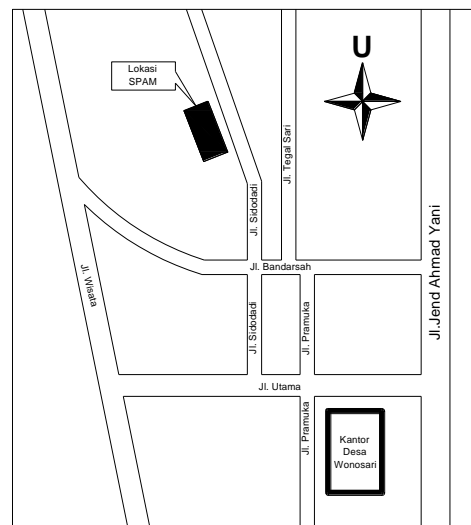 U
Lokasi
SPAM
Jl. Tegal Sari
Jl. Sidodadi
Jl.Jend Ahmad Yani
Jl. Bandarsah
Jl. Wisata
Jl. Sidodadi
Jl. Pramuka
Jl. Utama
Jl. Pramuka
Kantor
Desa
Wonosari